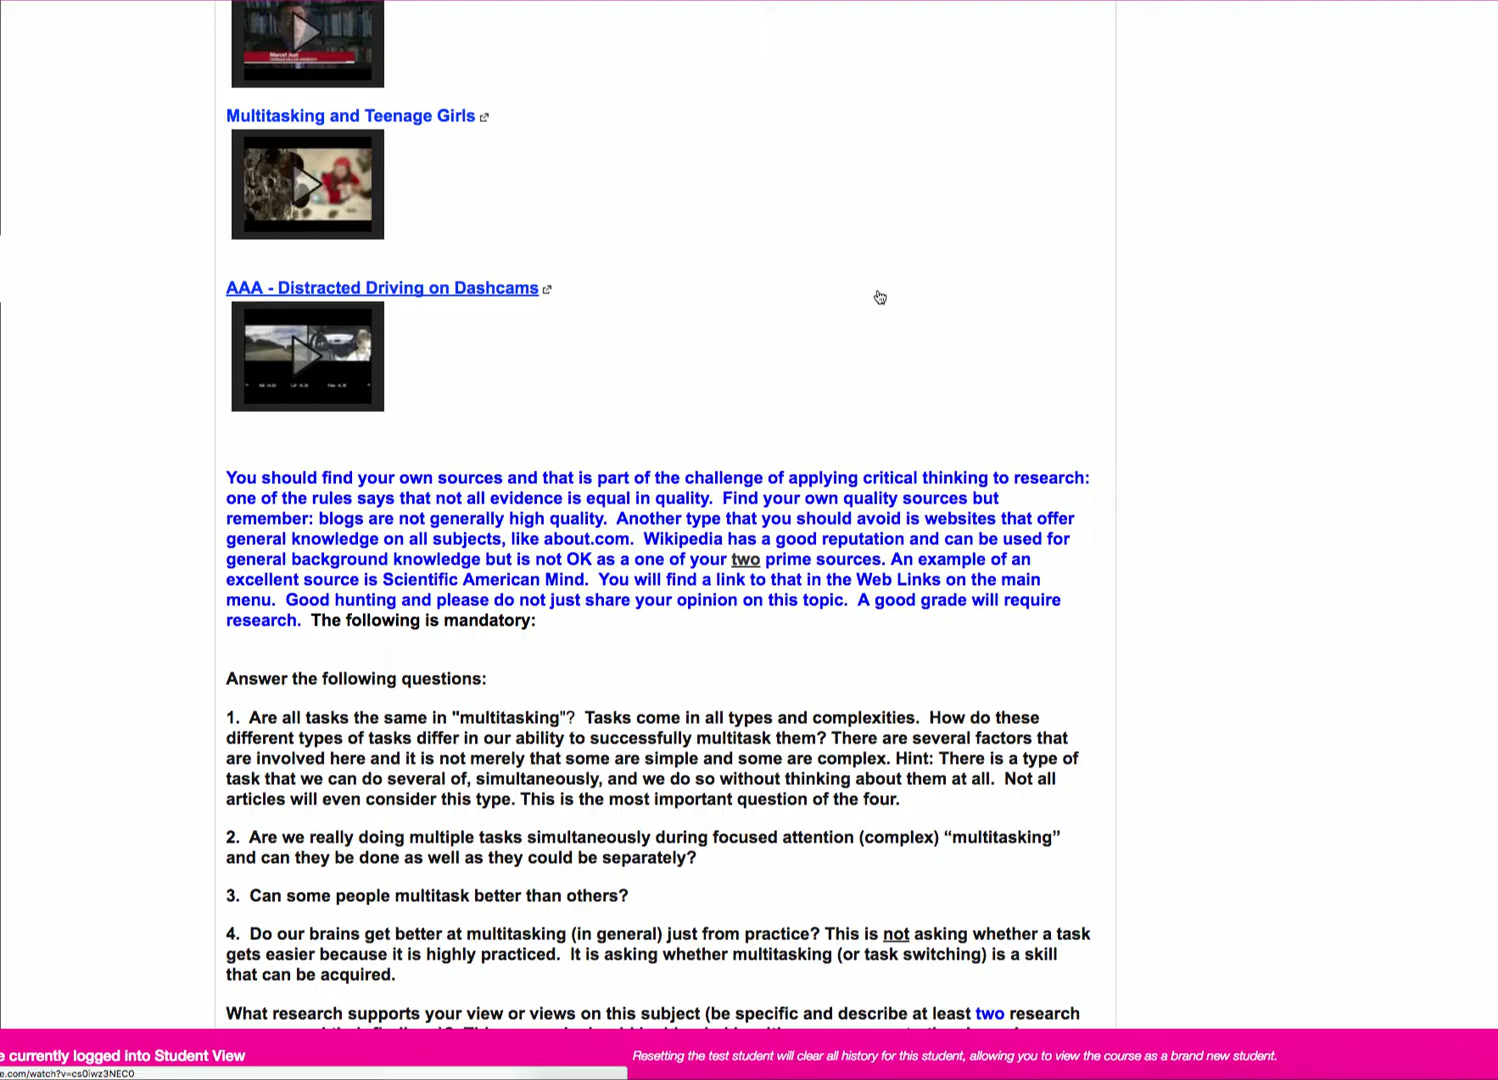 Marcel Just
Multitasking and Teenage Girls
AAA - Distracted Driving on Dashcams
You should find your own sources and that is part of the challenge of applying critical thinking to research:
one of the rules says that not all evidence is equal in quality.  Find your own quality sources but
remember: blogs are not generally high quality.  Another type that you should avoid is websites that offer
general knowledge on all subjects, like about.com.  Wikipedia has a good reputation and can be used for
general background knowledge but is not OK as a one of your two prime sources. An example of an
excellent source is Scientific American Mind.  You will find a link to that in the Web Links on the main
menu.  Good hunting and please do not just share your opinion on this topic.  A good grade will require
research.  The following is mandatory:
Answer the following questions:
1.  Are all tasks the same in "multitasking"?  Tasks come in all types and complexities.  How do these
different types of tasks differ in our ability to successfully multitask them? There are several factors that
are involved here and it is not merely that some are simple and some are complex. Hint: There is a type of
task that we can do several of, simultaneously, and we do so without thinking about them at all.  Not all
articles will even consider this type. This is the most important question of the four.
2.  Are we really doing multiple tasks simultaneously during focused attention (complex) “multitasking”
and can they be done as well as they could be separately?
3.  Can some people multitask better than others?
4.  Do our brains get better at multitasking (in general) just from practice? This is not asking whether a task
gets easier because it is highly practiced.  It is asking whether multitasking (or task switching) is a skill
that can be acquired.
What research supports your view or views on this subject (be specific and describe at least two research
e currently logged into Student View
Resetting the test student will clear all history for this student, allowing you to view the course as a brand new student.
e.com/watch?v=cs0iwz3NEC0